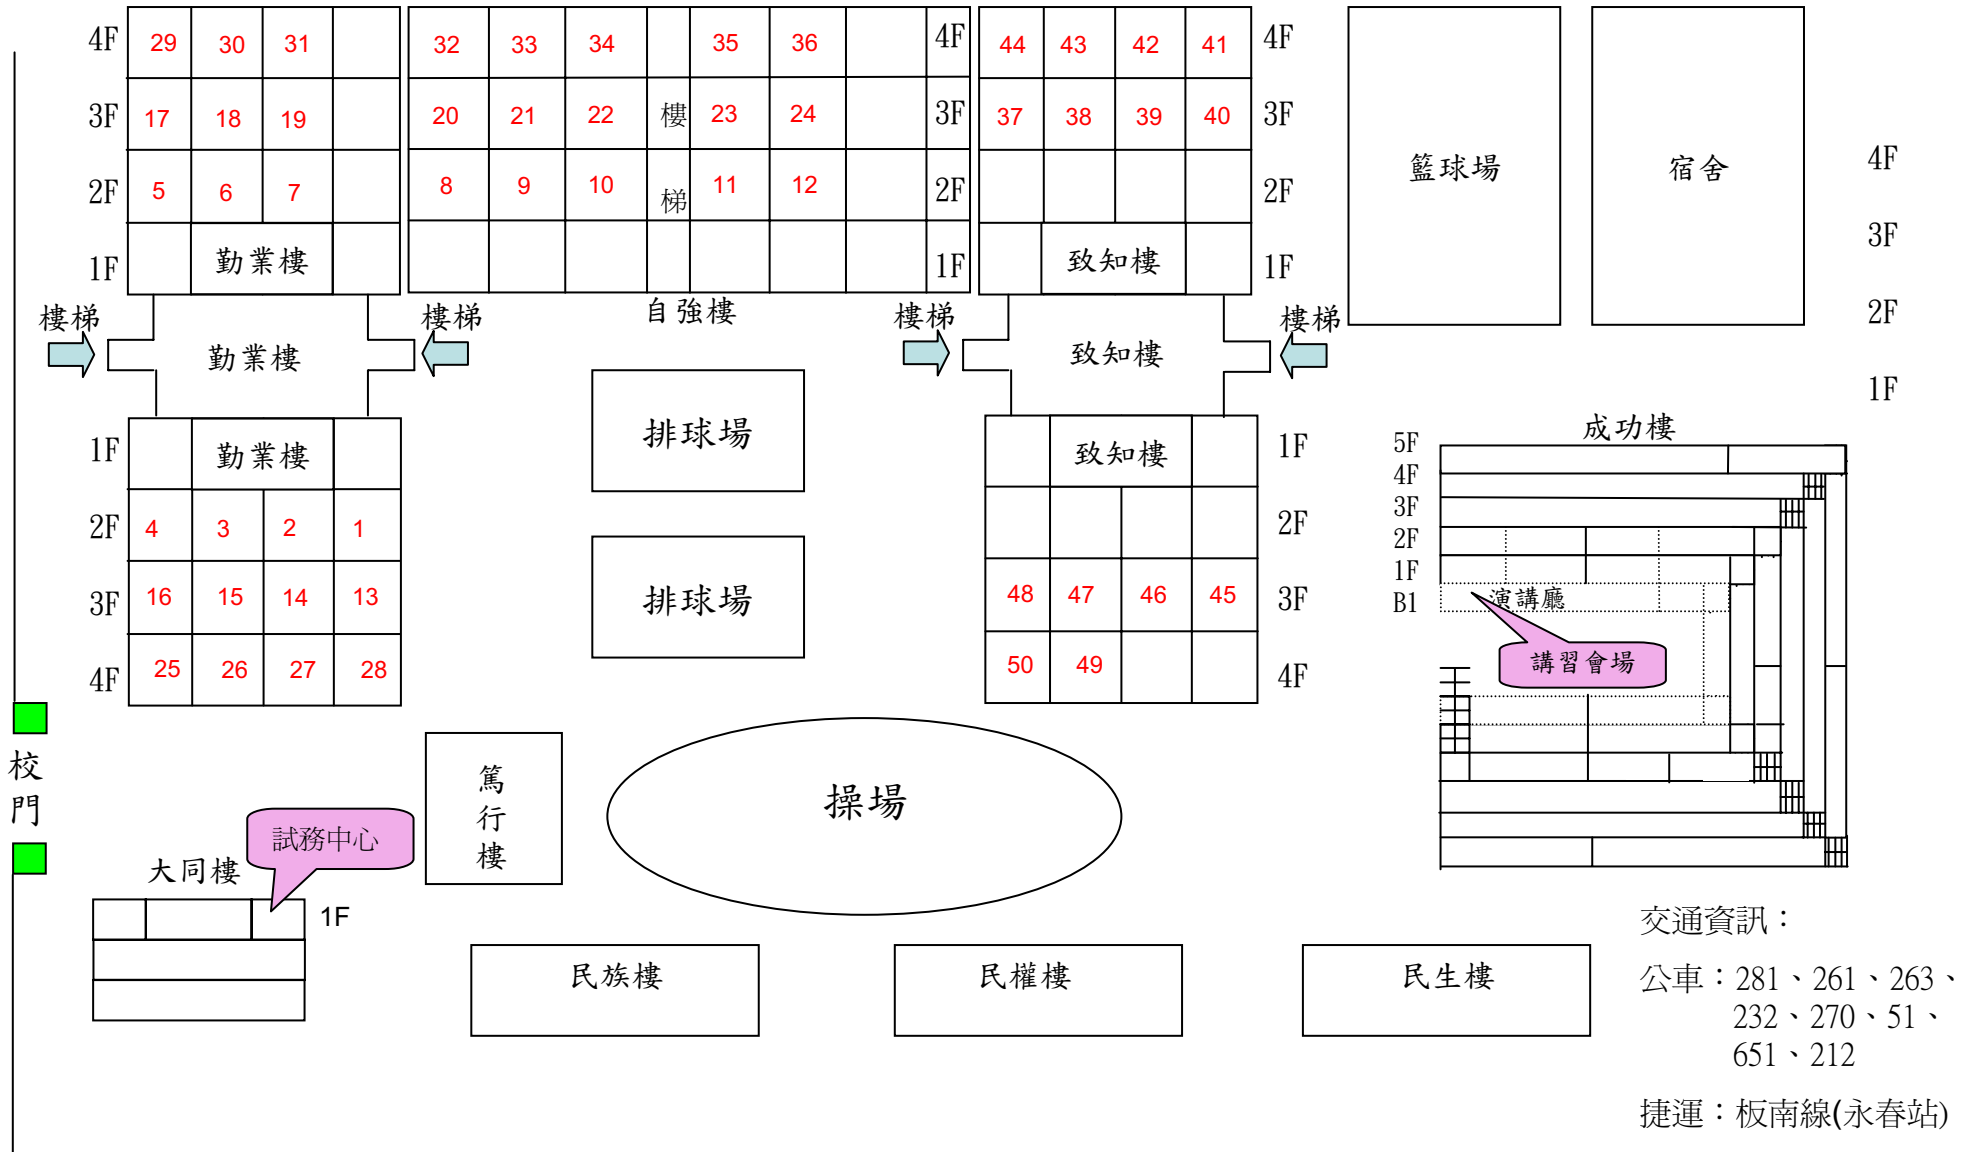 4F 29 30 31 32 33 34 35 36 4F 44 43 42 41 4F
3F 17 18 19 20 21 22 樓 23 24 3F 37 38 39 40 3F
2F 5 6 7 8 9 10 梯 11 12 2F 2F
1F 勤業樓 1F 致知樓 1F
自強樓
籃球場
宿舍
4F
3F
2F
1F
樓梯 勤業樓 樓梯
樓梯 致知樓 樓梯
排球場
排球場
1F 勤業樓
2F 4 3 2 1
3F 16 15 14 13
4F 25 26 27 28
致知樓 1F
2F
48 47 46 45 3F
50 49 4F
成功樓
5F
4F
3F
2F
1F
B1 演講廳
講習會場
校門
篤行樓
操場
試務中心
大同樓
1F
民族樓
民權樓
民生樓
交通資訊：
公車：281、261、263、
232、270、51、
651、212
捷運：板南線(永春站)